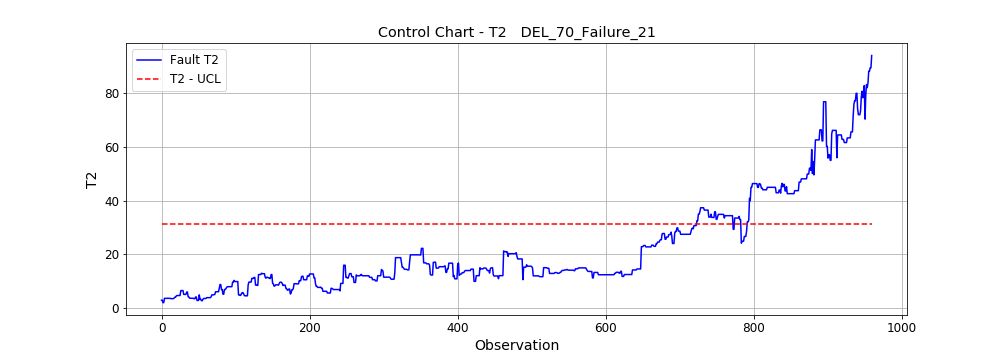 Control Chart - T2   DEL_70_Failure_21
Fault T2
T2 - UCL
T2
80
60
40
20
0
0 200 400 600 800 1000
Observation